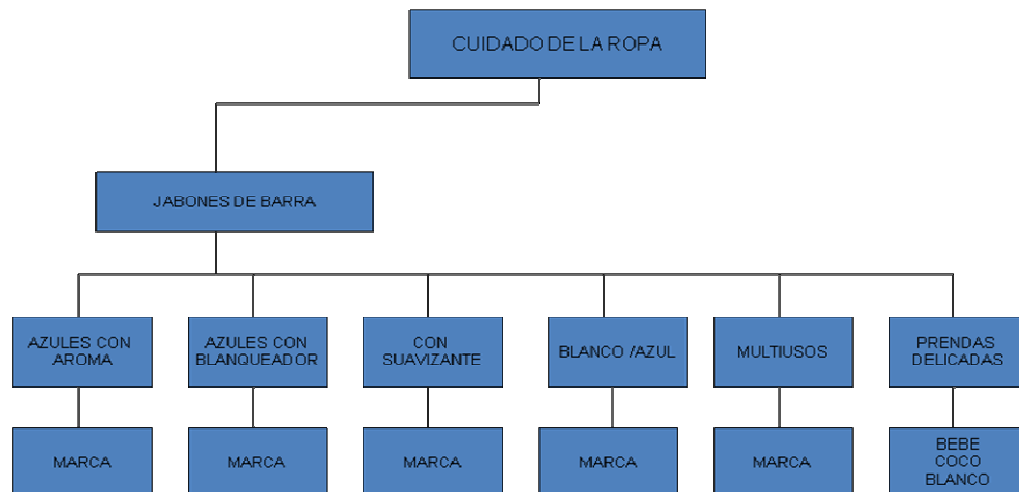 CUIDADO DE LA ROPA
JABONES DE BARRA
AZULES CON
AROMA
AZULES CON
BLANQUEADOR
CON
SUAVIZANTE
BLANCO /AZUL
MULTIUSOS
PRENDAS
DELICADAS
MARCA
MARCA
MARCA
MARCA
MARCA
BEBE
COCO
BLANCO